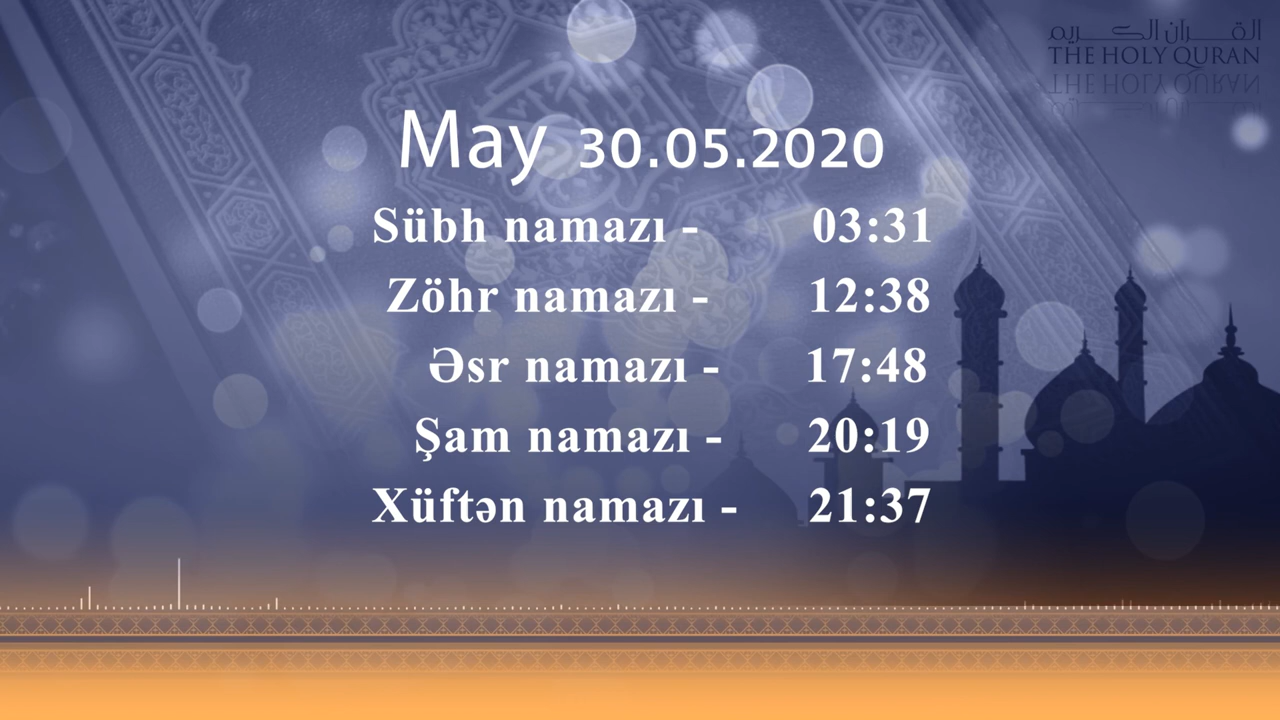 القرآن الكريم
THE HOLY QURAN
May 30.05.2020
Sübh namazı - 03:31
Zöhr namazı - 12:38
Əsr namazı - 17:48
Şam namazı - 20:19
Xüftən namazı - 21:37